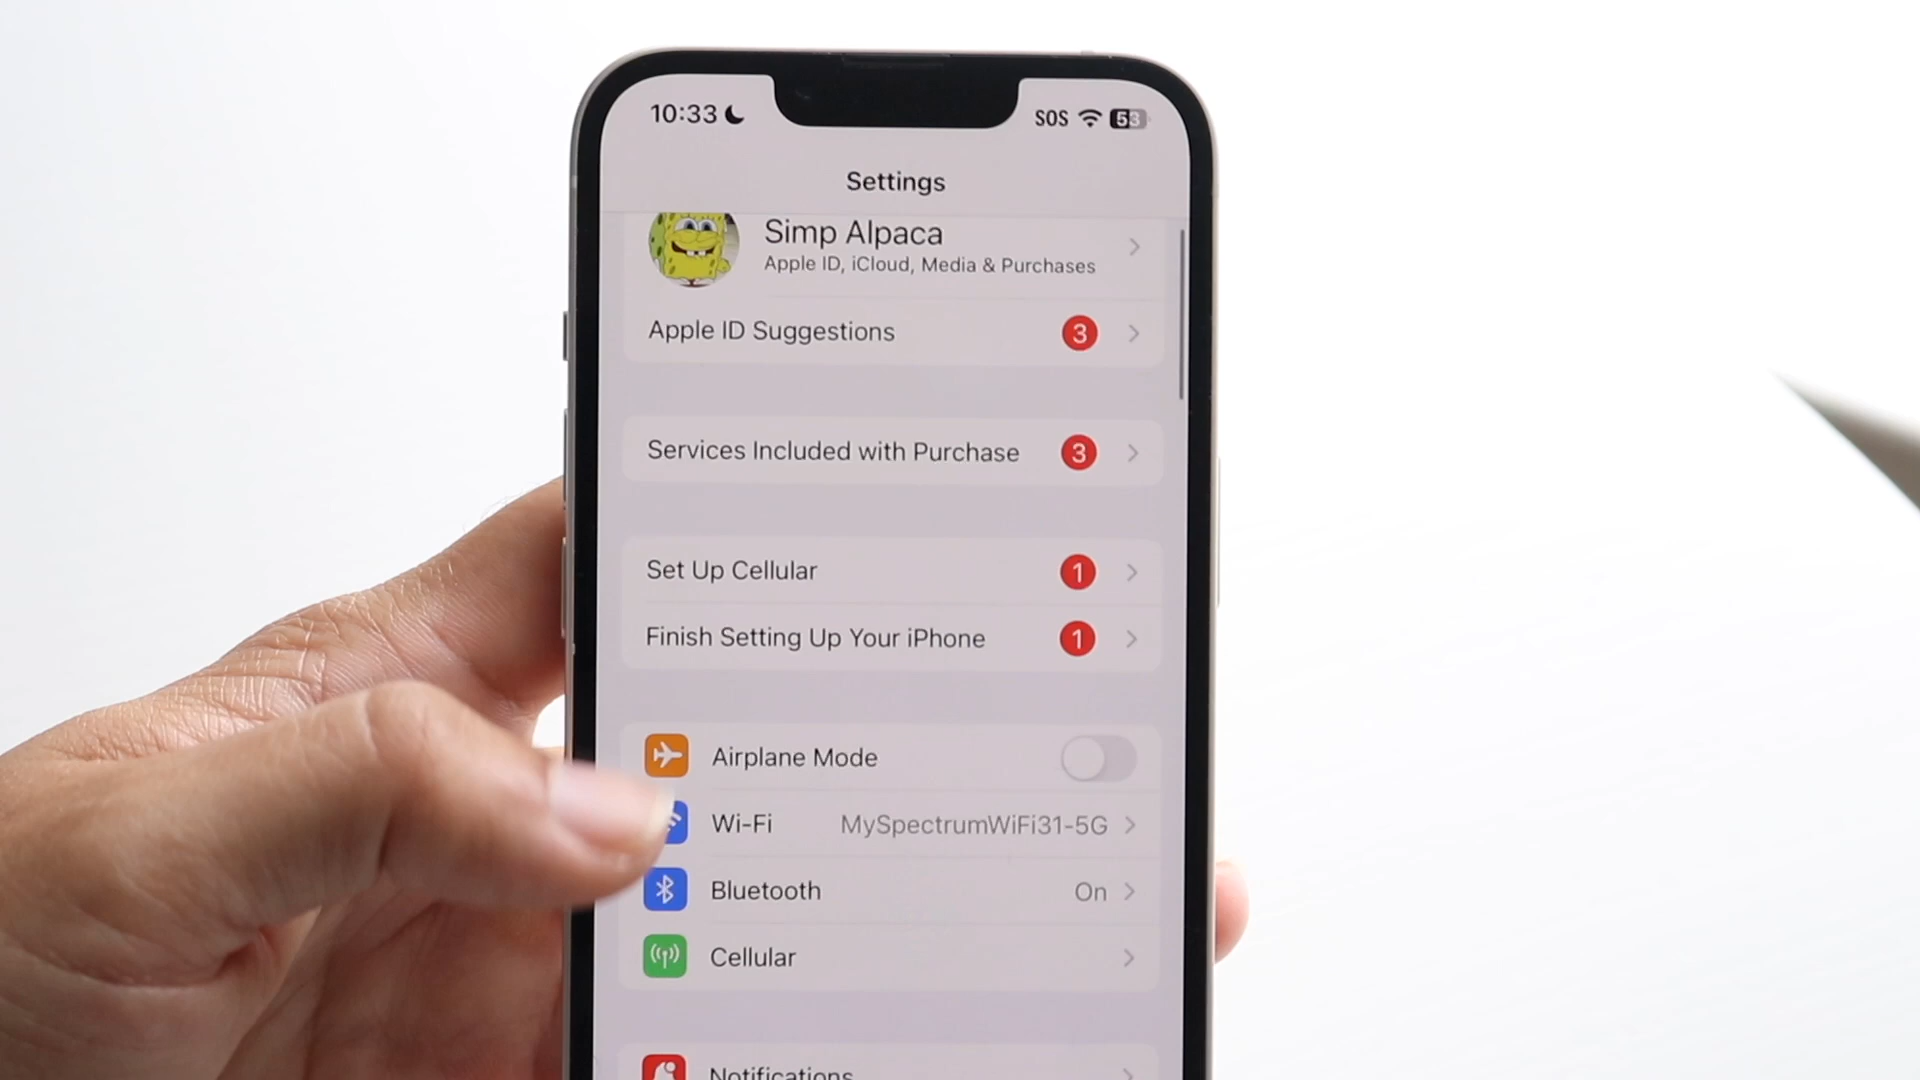 10:33 SOS 53
Settings
Simp Alpaca
Apple ID, iCloud, Media & Purchases
Apple ID Suggestions 3
Services Included with Purchase 3
Set Up Cellular 1
Finish Setting Up Your iPhone 1
Airplane Mode
Wi-Fi MySpectrumWiFi31-5G
Bluetooth On
Cellular
Notifications